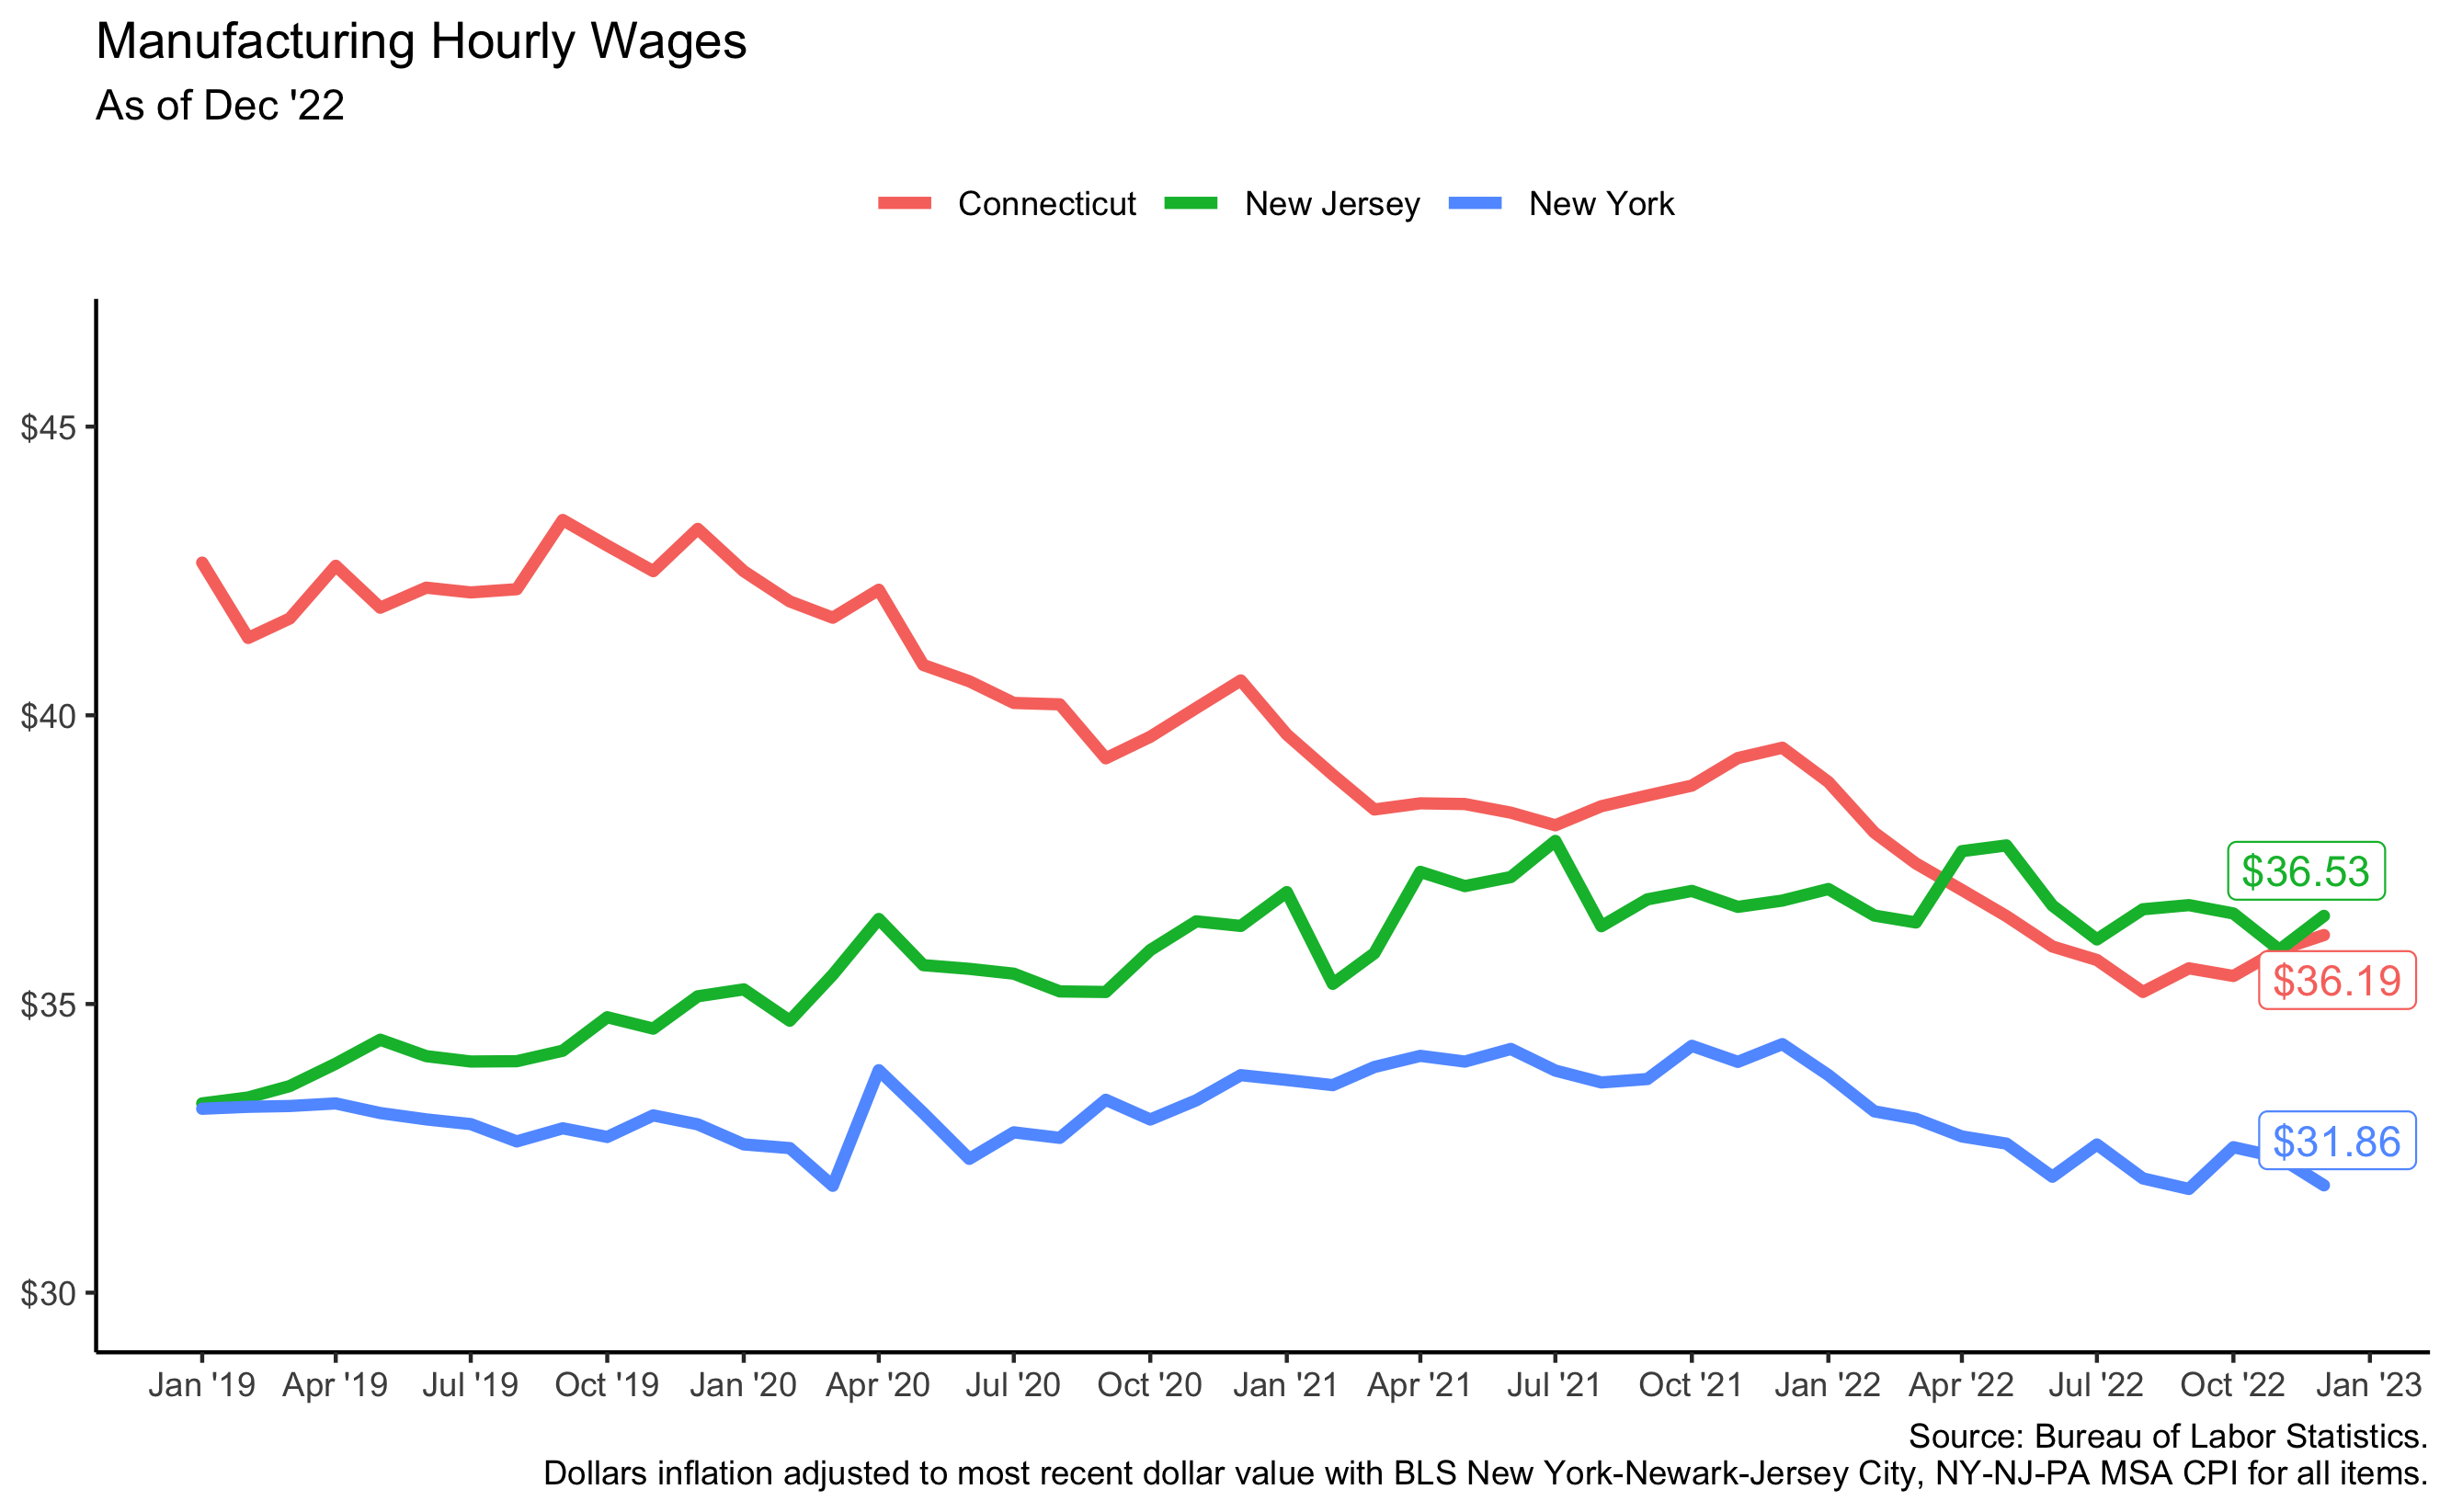 Manufacturing Hourly Wages
As of Dec '22
Connecticut New Jersey New York
$45
$40
$35
$30
$36.53
$36.19
$31.86
Jan '19 Apr '19 Jul '19 Oct '19 Jan '20 Apr '20 Jul '20 Oct '20 Jan '21 Apr '21 Jul '21 Oct '21 Jan '22 Apr '22 Jul '22 Oct '22 Jan '23
Source: Bureau of Labor Statistics.
Dollars inflation adjusted to most recent dollar value with BLS New York-Newark-Jersey City, NY-NJ-PA MSA CPI for all items.